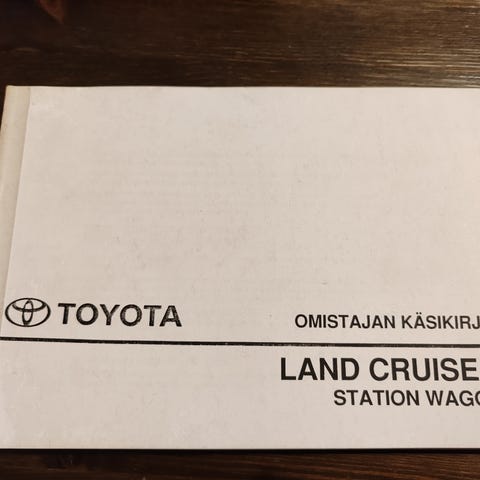 TOYOTA
OMISTAJAN KÄSIKIRJ
LAND CRUISE
STATION WAGO